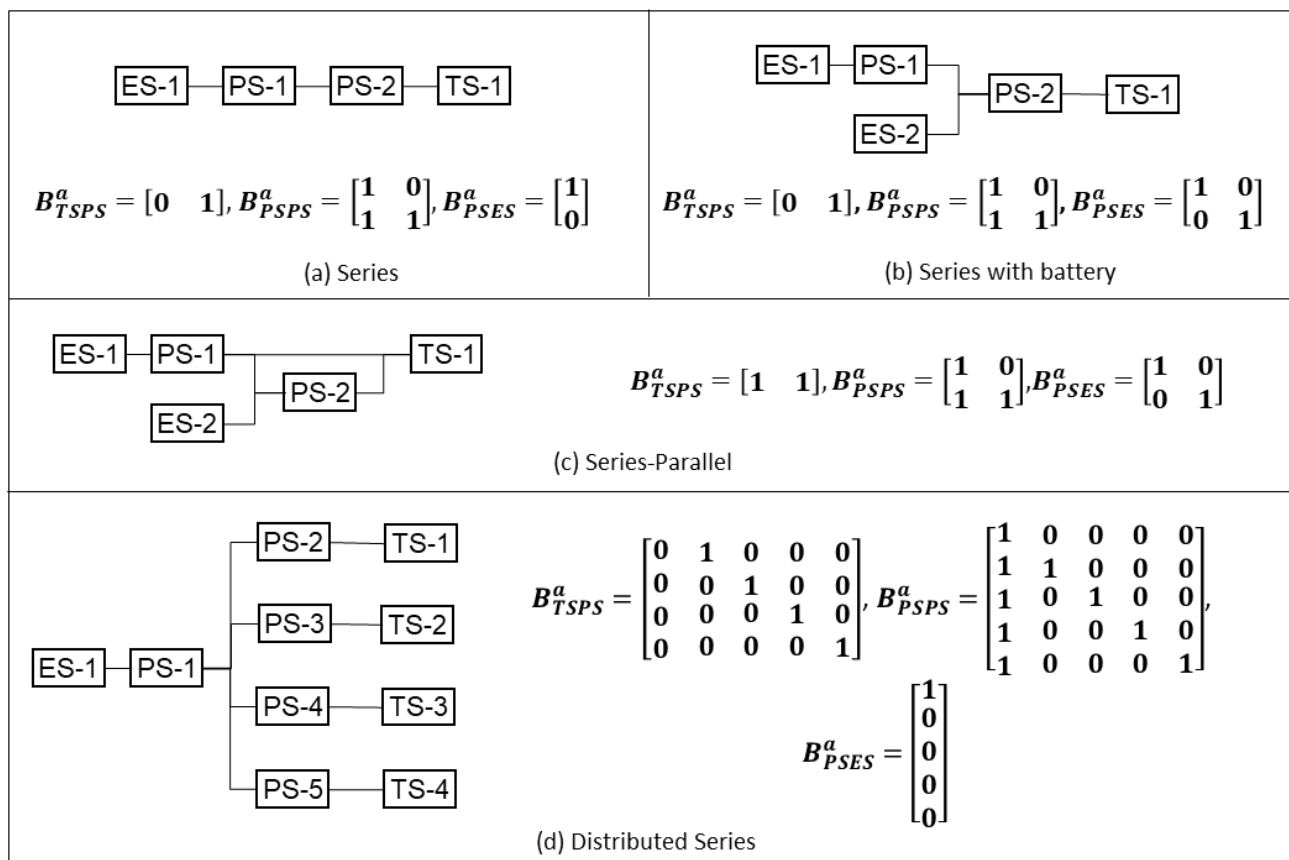 ES-1 PS-1 PS-2 TS-1
B^a_TSPS = [0 1], B^a_PSPS = [1 0; 1 1], B^a_PSES = [1; 0]
(a) Series
ES-1 PS-1
PS-2 TS-1
ES-2
B^a_TSPS = [0 1], B^a_PSPS = [1 0; 1 1], B^a_PSES = [1 0; 0 1]
(b) Series with battery
ES-1 PS-1 TS-1
PS-2
ES-2
B^a_TSPS = [1 1], B^a_PSPS = [1 0; 1 1], B^a_PSES = [1 0; 0 1]
(c) Series-Parallel
PS-2 TS-1
PS-3 TS-2
ES-1 PS-1
PS-4 TS-3
PS-5 TS-4
B^a_TSPS = [0 1 0 0 0; 0 0 1 0 0; 0 0 0 1 0; 0 0 0 0 1], B^a_PSPS = [1 0 0 0 0; 1 1 0 0 0; 1 0 1 0 0; 1 0 0 1 0; 1 0 0 0 1],
B^a_PSES = [1; 0; 0; 0; 0]
(d) Distributed Series